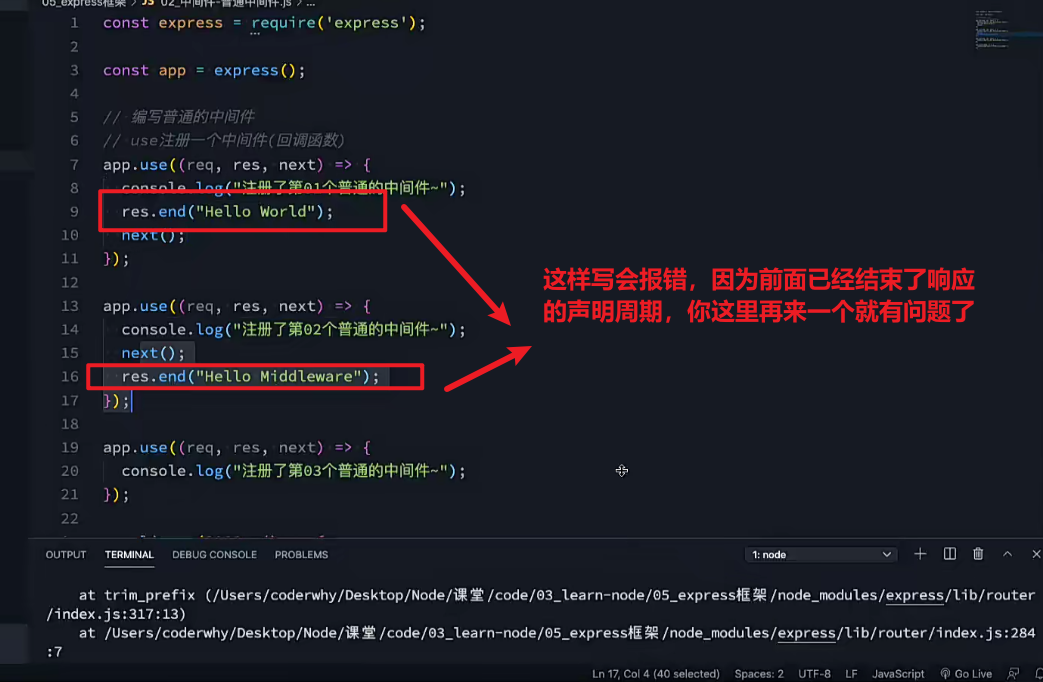 05_express框架 > JS 02_中间件-普通中间件.js > ...
1 const express = require('express');
2
3 const app = express();
4
5 // 编写普通的中间件
6 // use注册一个中间件(回调函数)
7 app.use((req, res, next) => {
8 console.log("注册了第01个普通的中间件~");
9 res.end("Hello World");
10 next();
11 });
12
13 app.use((req, res, next) => {
14 console.log("注册了第02个普通的中间件~");
15 next();
16 res.end("Hello Middleware");
17 });
18
19 app.use((req, res, next) => {
20 console.log("注册了第03个普通的中间件~");
21 });
22
这样写会报错，因为前面已经结束了响应
的声明周期，你这里再来一个就有问题了
OUTPUT TERMINAL DEBUG CONSOLE PROBLEMS 1: node
at trim_prefix (/Users/coderwhy/Desktop/Node/课堂/code/03_learn-node/05_express框架/node_modules/express/lib/router
/index.js:317:13)
at /Users/coderwhy/Desktop/Node/课堂/code/03_learn-node/05_express框架/node_modules/express/lib/router/index.js:284
:7
Ln 17, Col 4 (40 selected) Spaces: 2 UTF-8 LF JavaScript Go Live